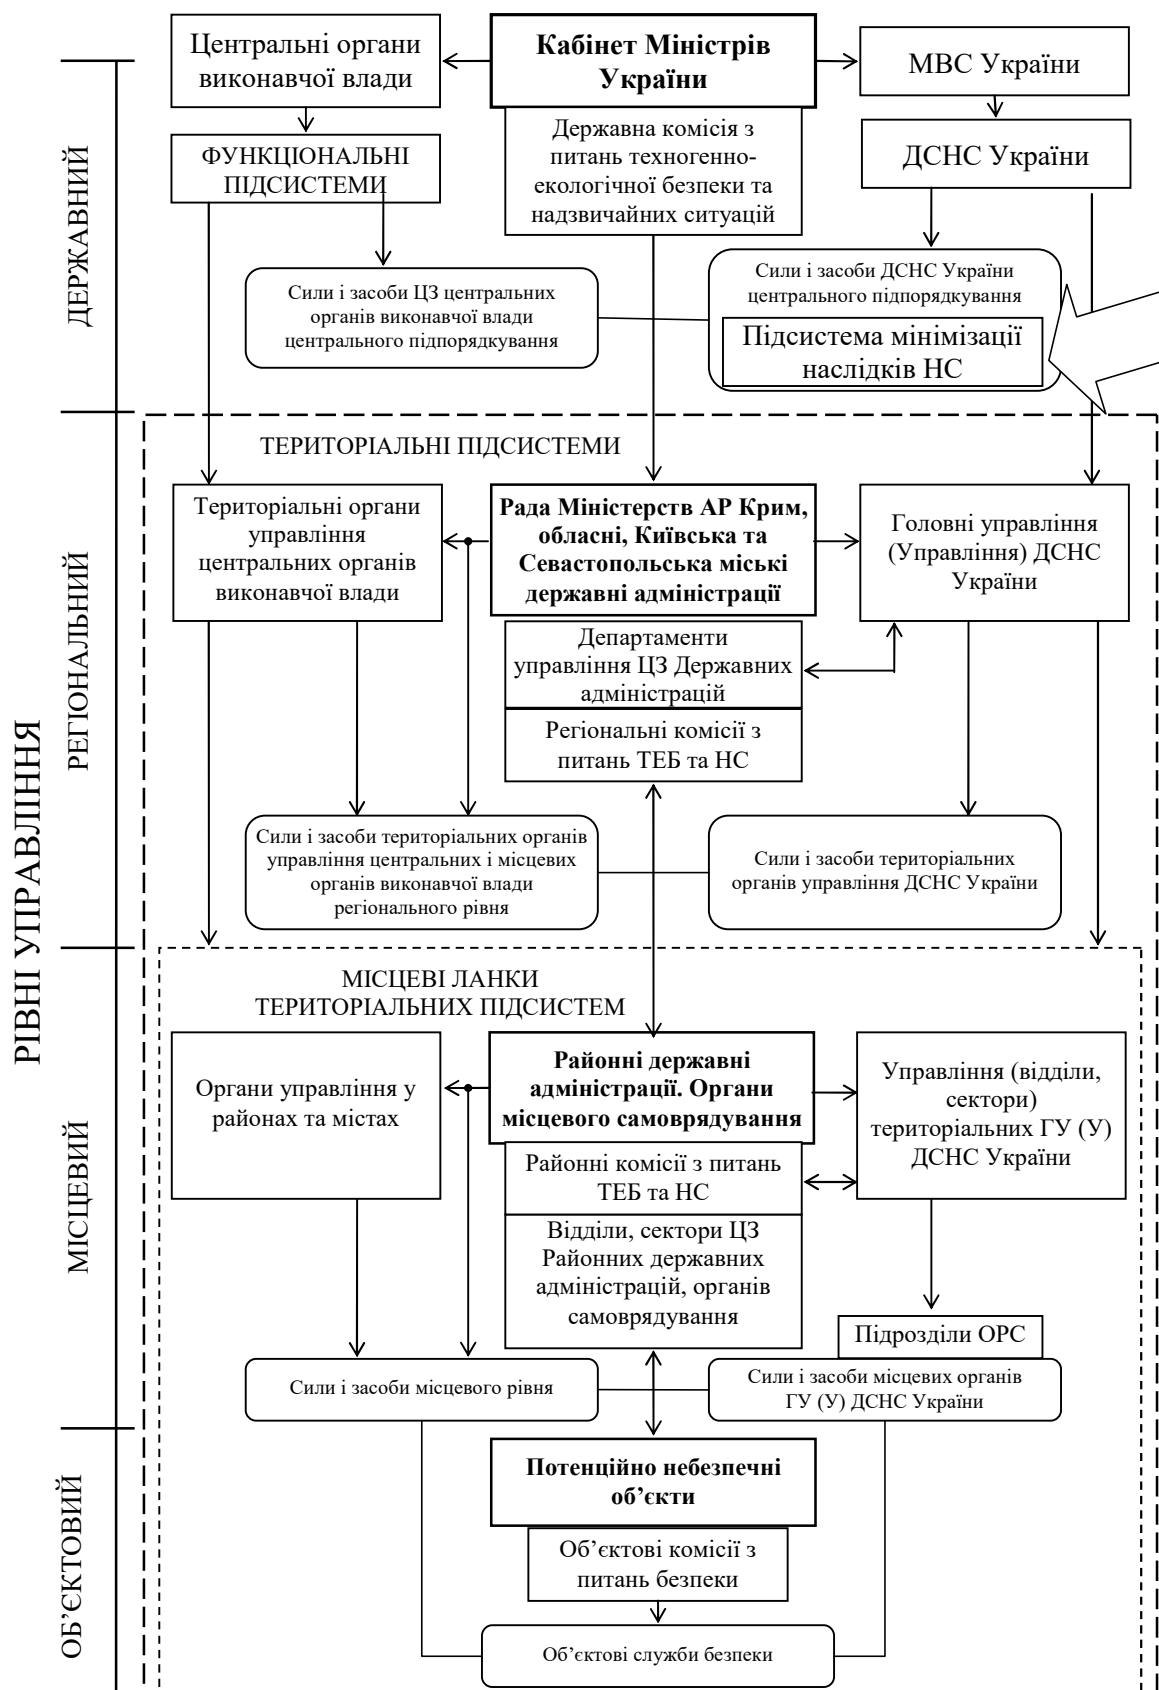 РІВНІ УПРАВЛІННЯ
ДЕРЖАВНИЙ
Центральні органи
виконавчої влади
Кабінет Міністрів
України
МВС України
ФУНКЦІОНАЛЬНІ
ПІДСИСТЕМИ
Державна комісія з
питань техногенно-
екологічної безпеки та
надзвичайних ситуацій
ДСНС України
Сили і засоби ЦЗ центральних
органів виконавчої влади
центрального підпорядкування
Сили і засоби ДСНС України
центрального підпорядкування
Підсистема мінімізації
наслідків НС
РЕГІОНАЛЬНИЙ
ТЕРИТОРІАЛЬНІ ПІДСИСТЕМИ
Територіальні органи
управління
центральних органів
виконавчої влади
Рада Міністерств АР Крим,
обласні, Київська та
Севастопольська міські
державні адміністрації
Головні управління
(Управління) ДСНС
України
Департаменти
управління ЦЗ Державних
адміністрацій
Регіональні комісії з
питань ТЕБ та НС
Сили і засоби територіальних органів
управління центральних і місцевих
органів виконавчої влади
регіонального рівня
Сили і засоби територіальних
органів управління ДСНС України
МІСЦЕВИЙ
МІСЦЕВІ ЛАНКИ
ТЕРИТОРІАЛЬНИХ ПІДСИСТЕМ
Органи управління у
районах та містах
Районні державні
адміністрації. Органи
місцевого самоврядування
Управління (відділи,
сектори)
територіальних ГУ (У)
ДСНС України
Районні комісії з питань
ТЕБ та НС
Відділи, сектори ЦЗ
Районних державних
адміністрацій, органів
самоврядування
Підрозділи ОРС
Сили і засоби місцевого рівня
Сили і засоби місцевих органів
ГУ (У) ДСНС України
ОБ’ЄКТОВИЙ
Потенційно небезпечні
об’єкти
Об’єктові комісії з
питань безпеки
Об’єктові служби безпеки